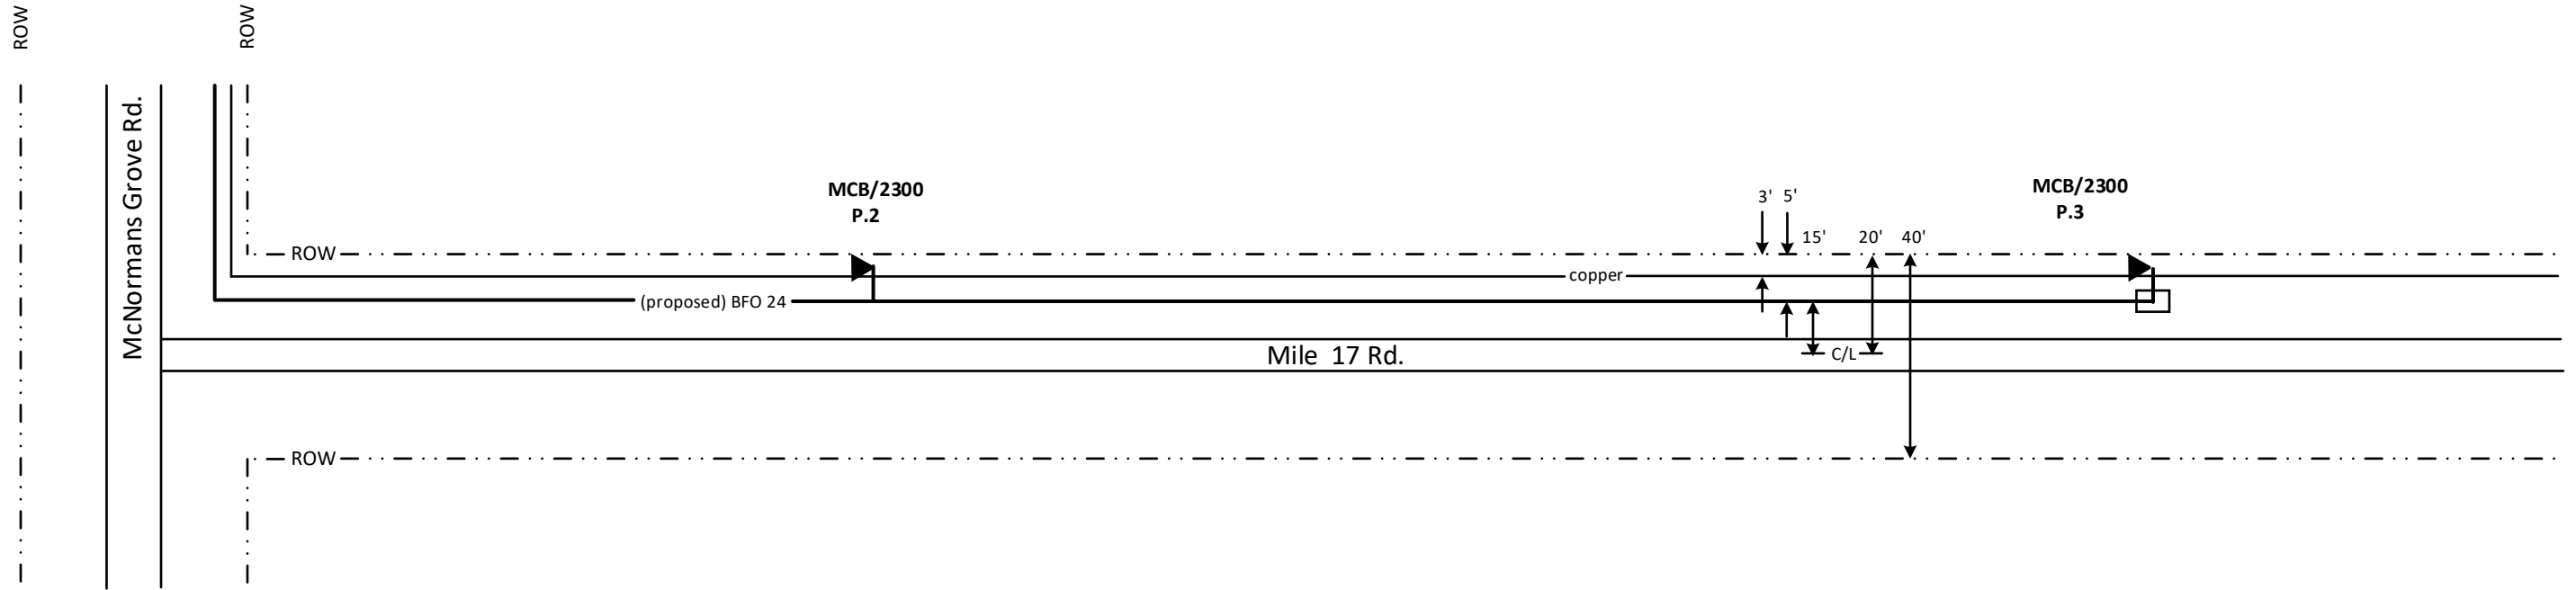 ROW
ROW
McNormans Grove Rd.
MCB/2300
P.2
MCB/2300
P.3
3' 5'
15' 20' 40'
ROW
copper
(proposed) BFO 24
Mile 17 Rd.
C/L
ROW